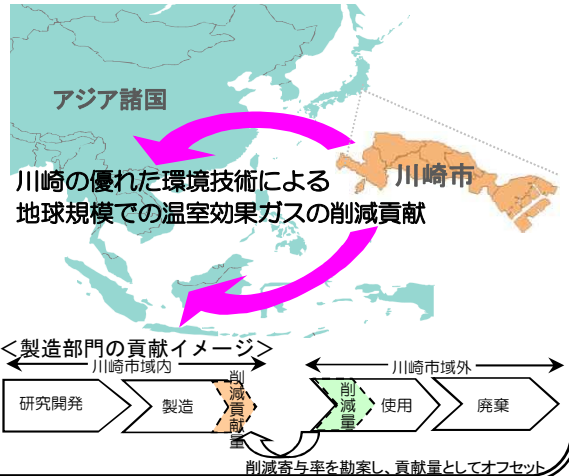 アジア諸国
川崎市
川崎の優れた環境技術による
地球規模での温室効果ガスの削減貢献
＜製造部門の貢献イメージ＞
川崎市域内
川崎市域外
研究開発
製造
削減貢献量
削減量
使用
廃棄
削減寄与率を勘案し、貢献量としてオフセット